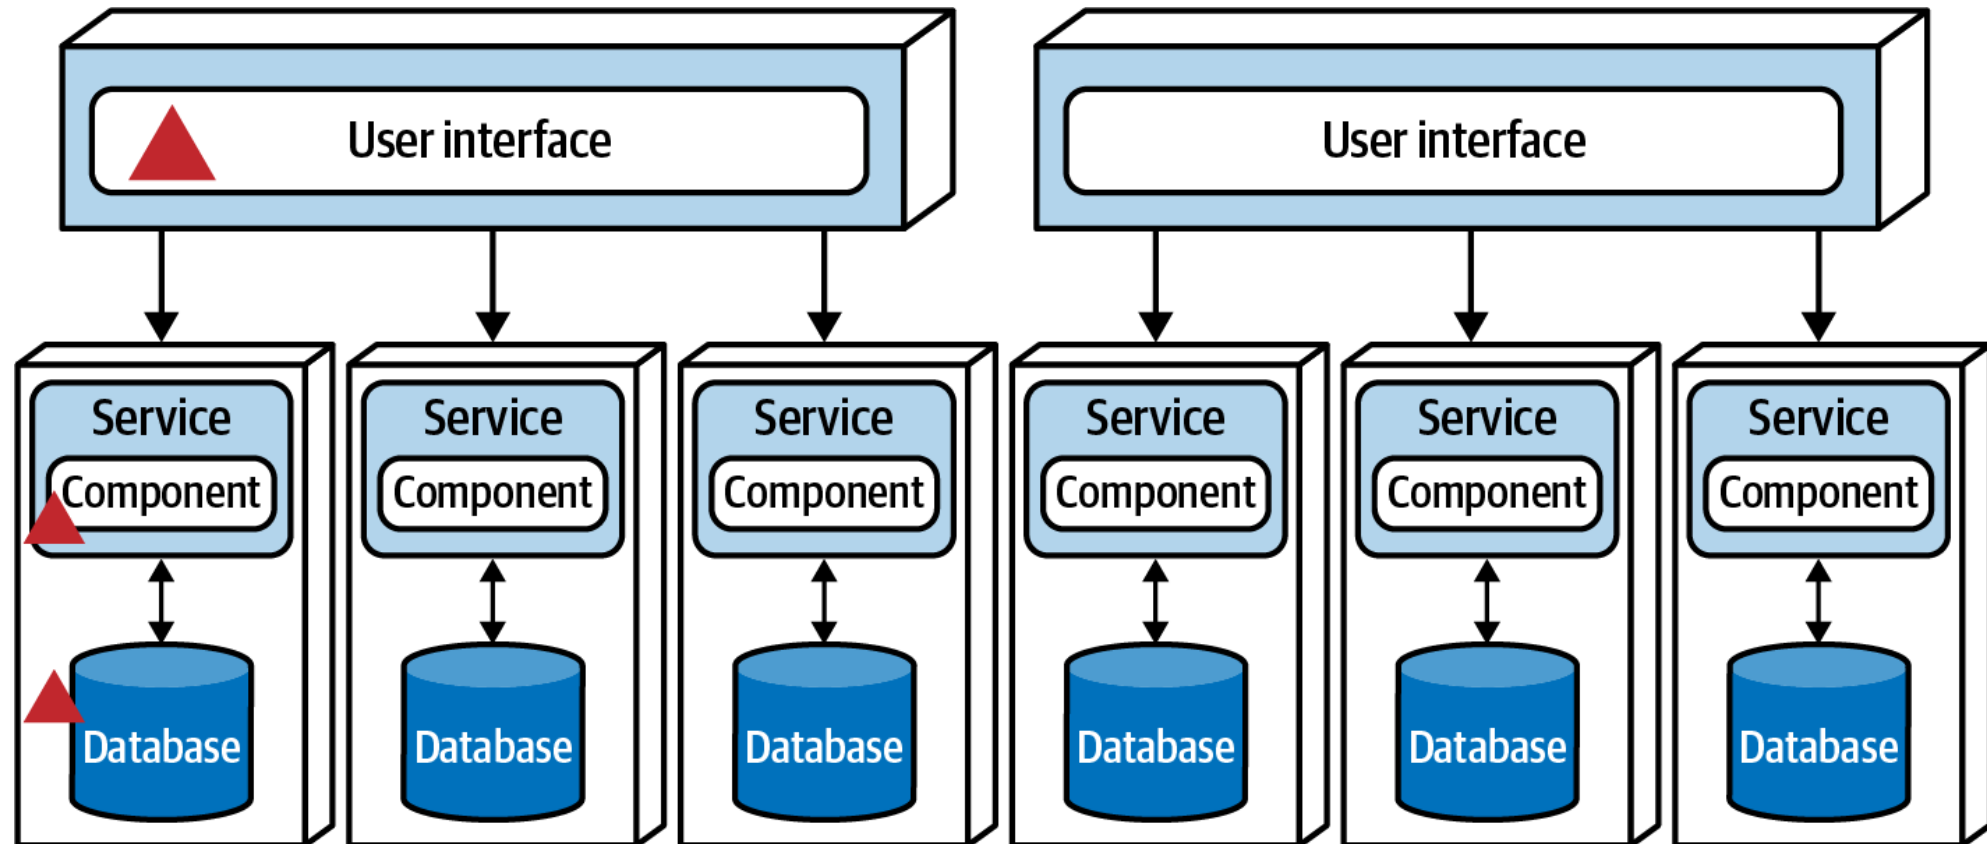 User interface
User interface
Service
Component
Database
Service
Component
Database
Service
Component
Database
Service
Component
Database
Service
Component
Database
Service
Component
Database